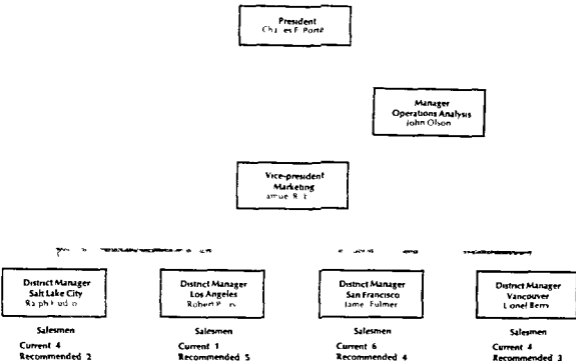 President
Manager
Operations Analysis
John Olson
Vice-president
Marketing
District Manager
Salt Lake City
District Manager
Los Angeles
District Manager
San Francisco
Fulmer
District Manager
Vancouver
Salesmen
Current 4
Recommended 2
Salesmen
Current 1
Recommended 5
Salesmen
Current 6
Recommended 4
Salesmen
Current 4
Recommended 3